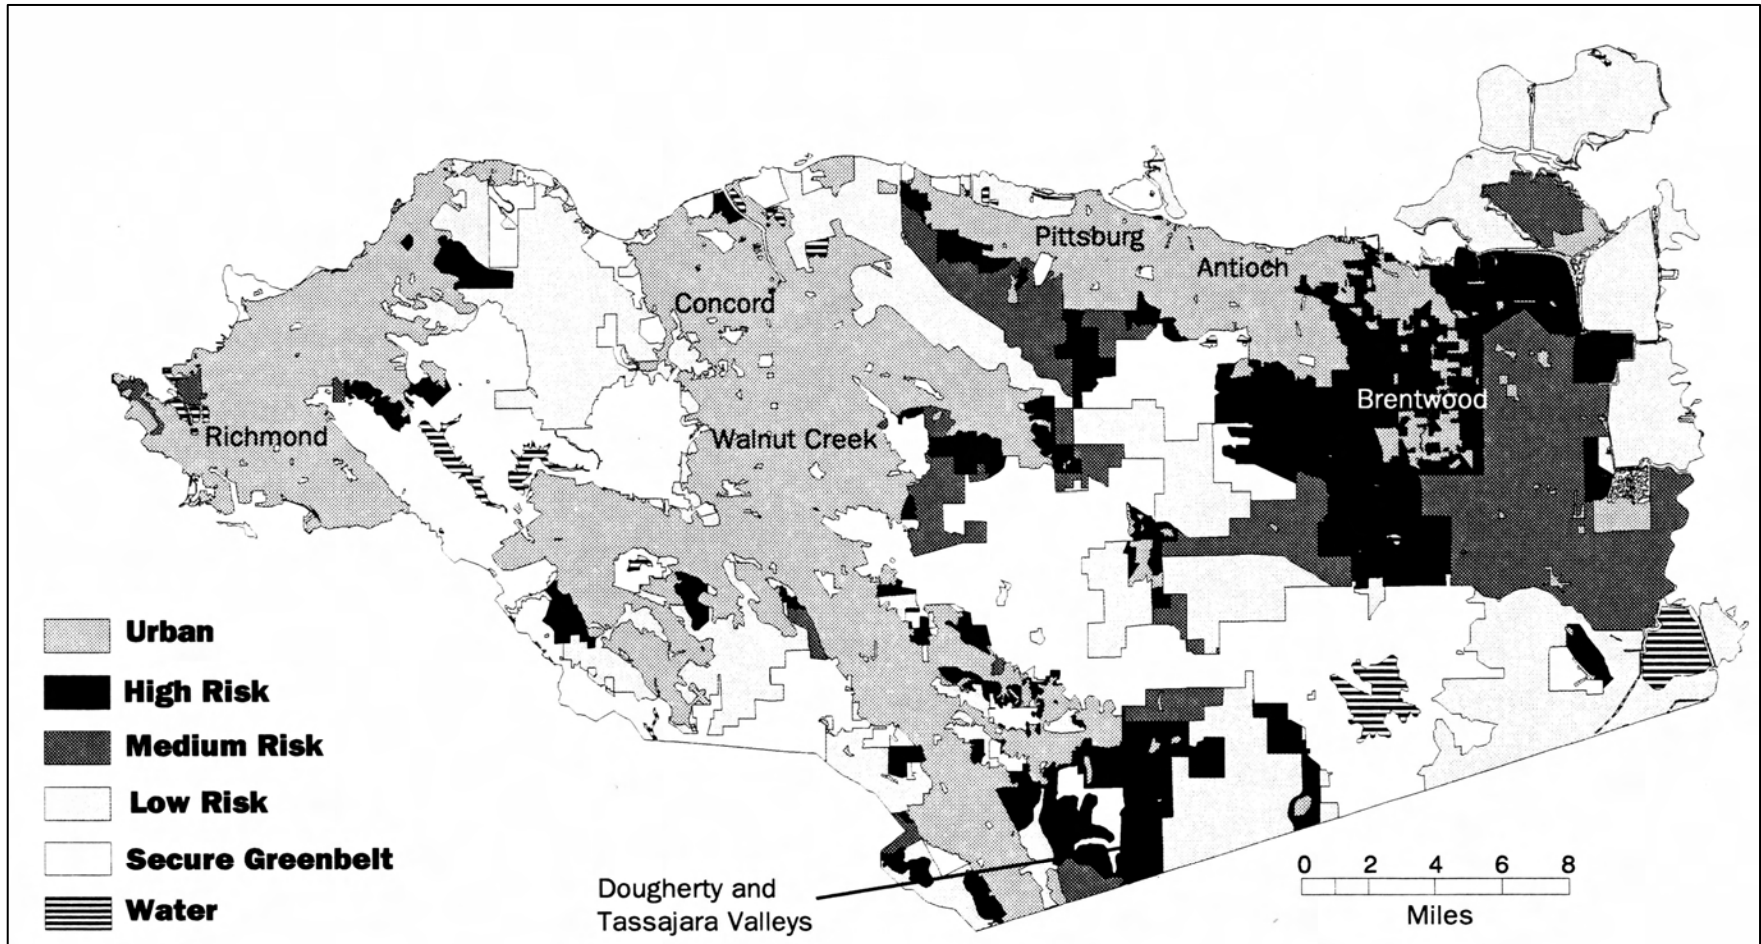 Pittsburg
Antioch
Concord
Brentwood
Richmond
Walnut Creek
Urban
High Risk
Medium Risk
Low Risk
Secure Greenbelt
Water
Dougherty and
Tassajara Valleys
0 2 4 6 8
Miles